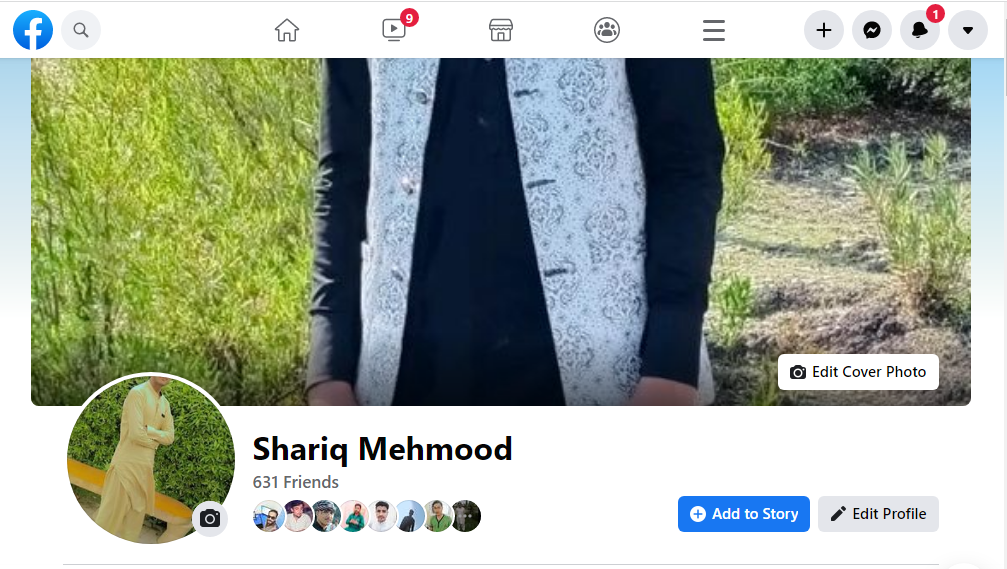 9
1
Edit Cover Photo
Shariq Mehmood
631 Friends
Add to Story
Edit Profile